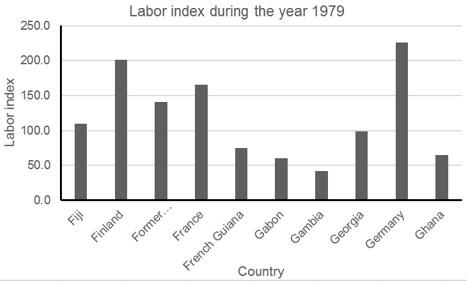 Labor index during the year 1979
250.0
200.0
150.0
100.0
50.0
0.0
Labor index
Fiji
Finland
Former...
France
French Guiana
Gabon
Gambia
Georgia
Germany
Ghana
Country